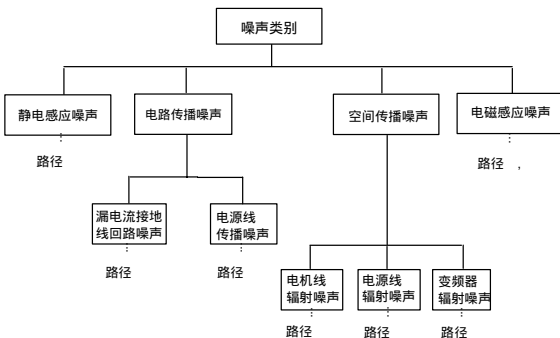 噪声类别
静电感应噪声
电路传播噪声
空间传播噪声
电磁感应噪声
路径
路径 ,
漏电流接地
线回路噪声
电源线
传播噪声
路径
路径
电机线
辐射噪声
电源线
辐射噪声
变频器
辐射噪声
路径
路径
路径